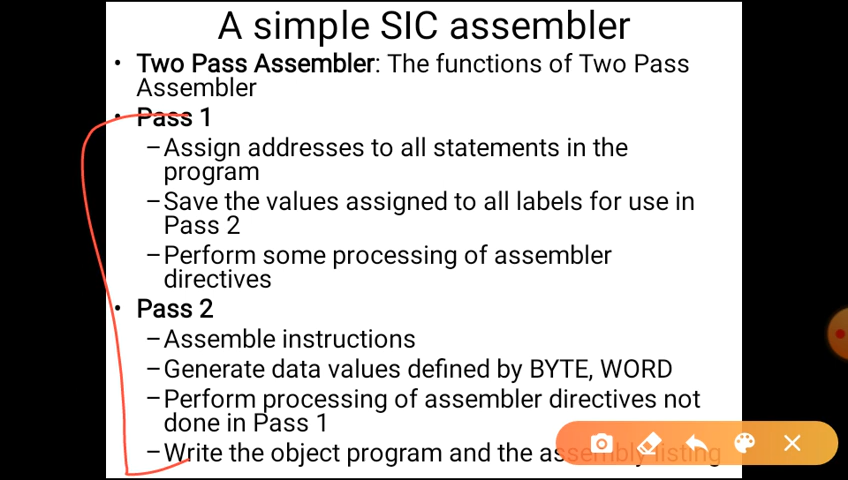 A simple SIC assembler
• Two Pass Assembler: The functions of Two Pass
Assembler
• Pass 1
–Assign addresses to all statements in the
program
–Save the values assigned to all labels for use in
Pass 2
–Perform some processing of assembler
directives
• Pass 2
–Assemble instructions
–Generate data values defined by BYTE, WORD
–Perform processing of assembler directives not
done in Pass 1
–Write the object program and the assembly listing